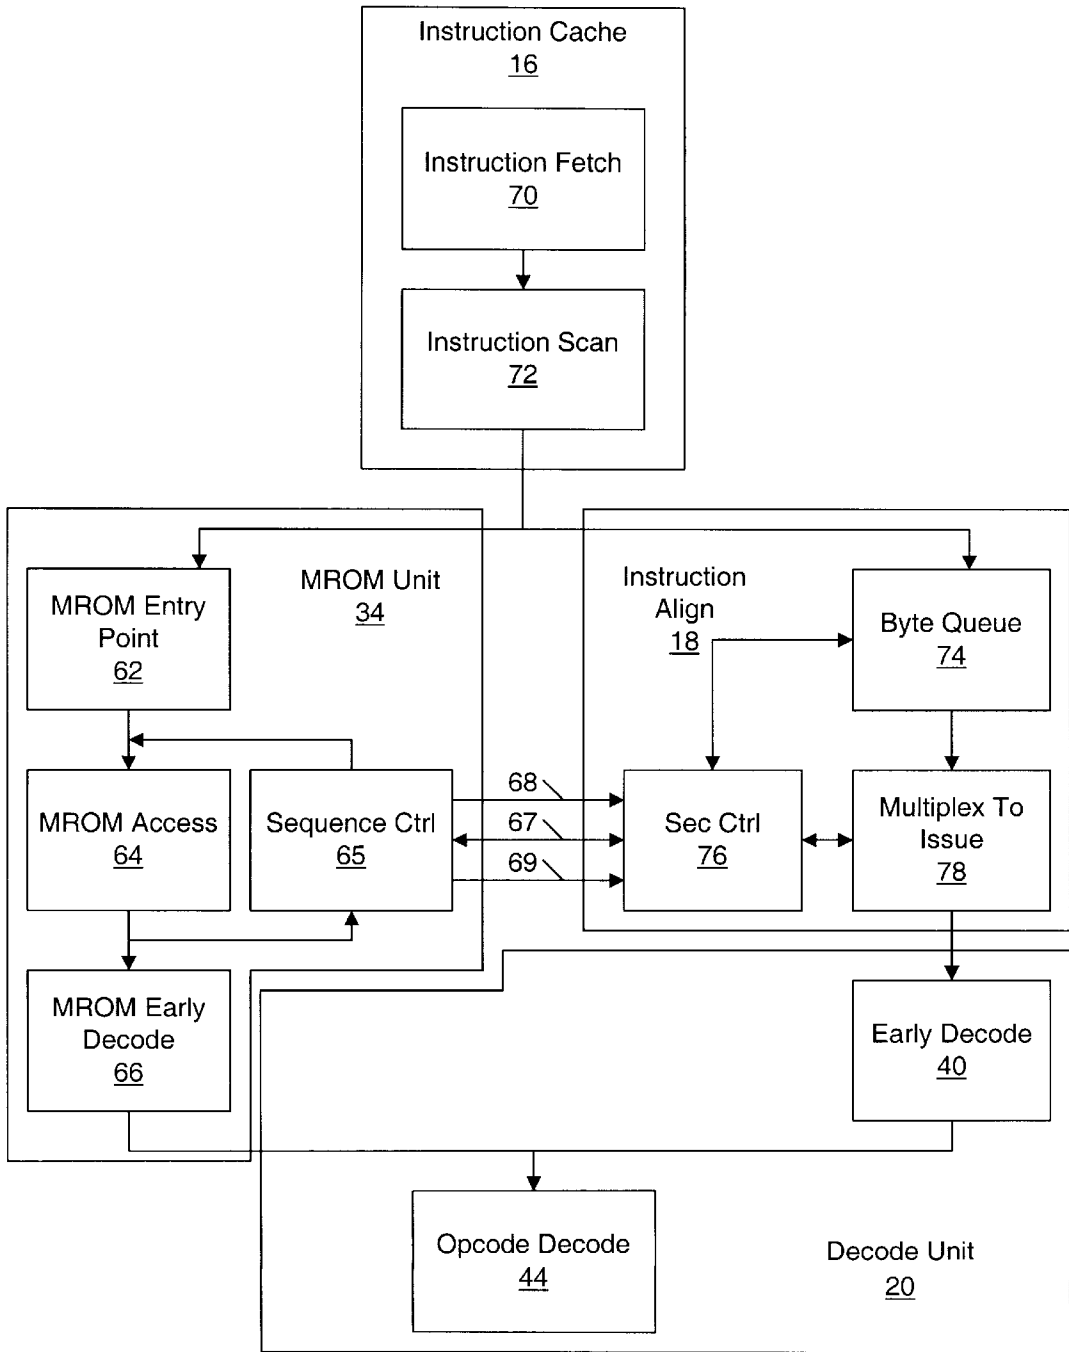 Instruction Cache
16
Instruction Fetch
70
Instruction Scan
72
MROM Unit
34
MROM Entry
Point
62
MROM Access
64
Sequence Ctrl
65
MROM Early
Decode
66
68
67
69
Instruction
Align
18
Byte Queue
74
Sec Ctrl
76
Multiplex To
Issue
78
Early Decode
40
Opcode Decode
44
Decode Unit
20